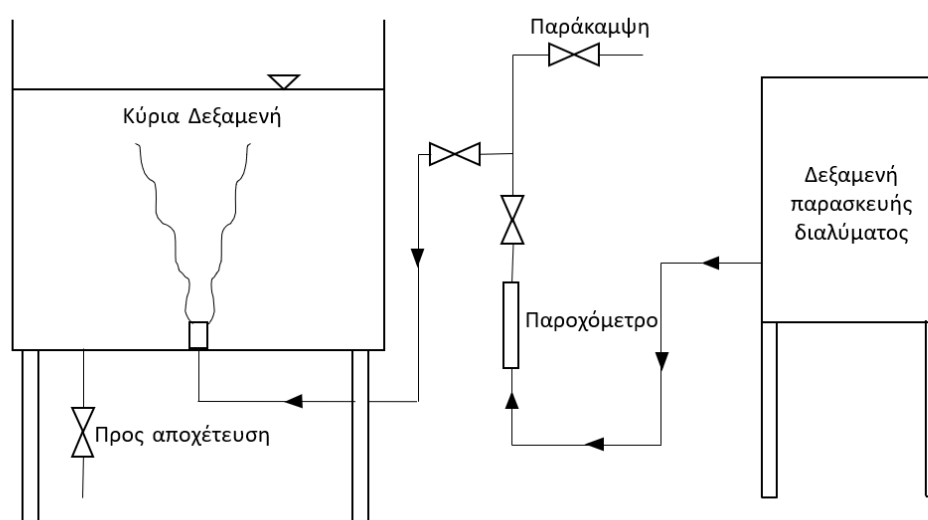 Παράκαμψη
Κύρια Δεξαμενή
Δεξαμενή
παρασκευής
διαλύματος
Παροχόμετρο
Προς αποχέτευση